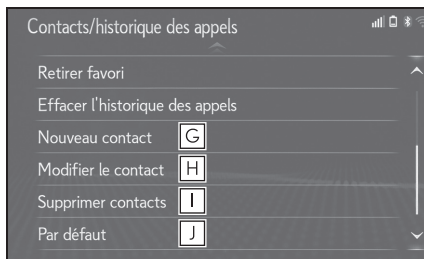 Contacts/historique des appels
Retirer favori
Effacer l'historique des appels
Nouveau contact G
Modifier le contact H
Supprimer contacts I
Par défaut J